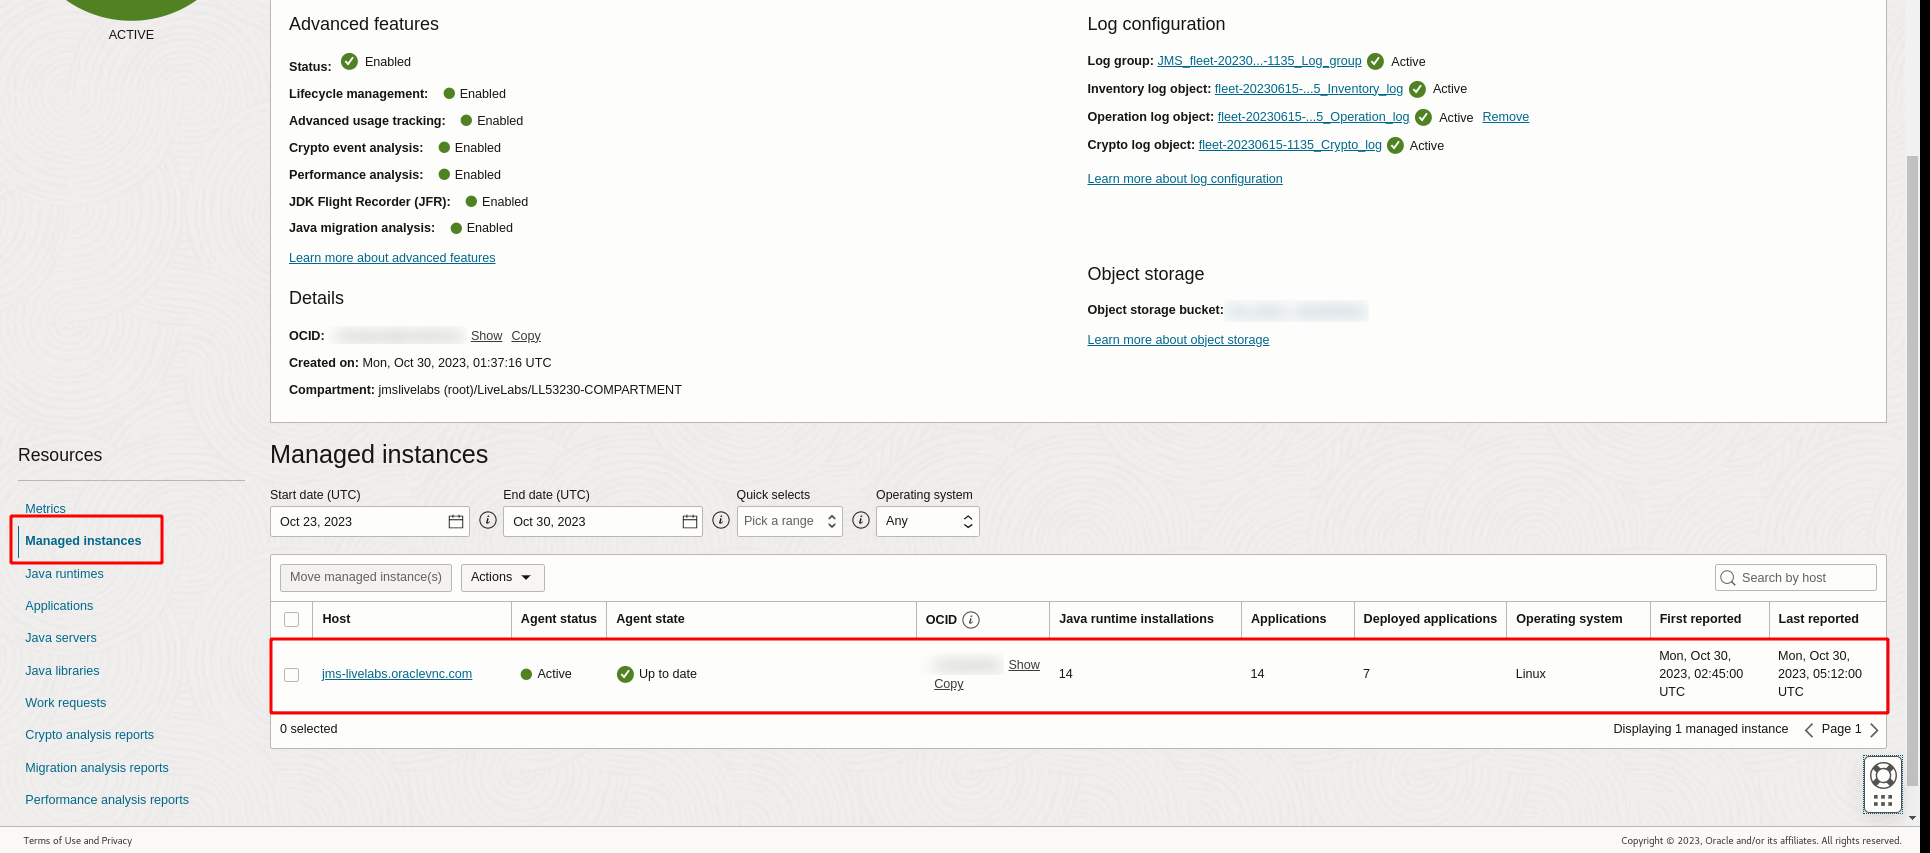 ACTIVE
Advanced features
Status: Enabled
Lifecycle management: Enabled
Advanced usage tracking: Enabled
Crypto event analysis: Enabled
Performance analysis: Enabled
JDK Flight Recorder (JFR): Enabled
Java migration analysis: Enabled
Learn more about advanced features
Details
OCID: Show Copy
Created on: Mon, Oct 30, 2023, 01:37:16 UTC
Compartment: jmslivelabs (root)/LiveLabs/LL53230-COMPARTMENT
Log configuration
Log group: JMS_fleet-20230...-1135_Log_group Active
Inventory log object: fleet-20230615-...5_Inventory_log Active
Operation log object: fleet-20230615-...5_Operation_log Active Remove
Crypto log object: fleet-20230615-1135_Crypto_log Active
Learn more about log configuration
Object storage
Object storage bucket:
Learn more about object storage
Resources
Metrics
Managed instances
Java runtimes
Applications
Java servers
Java libraries
Work requests
Crypto analysis reports
Migration analysis reports
Performance analysis reports
Managed instances
Start date (UTC) End date (UTC) Quick selects Operating system
Oct 23, 2023 Oct 30, 2023 Pick a range Any
Move managed instance(s) Actions Search by host
Host Agent status Agent state OCID Java runtime installations Applications Deployed applications Operating system First reported Last reported
jms-livelabs.oraclevnc.com Active Up to date Show Copy 14 14 7 Linux Mon, Oct 30, 2023, 02:45:00 UTC Mon, Oct 30, 2023, 05:12:00 UTC
0 selected Displaying 1 managed instance Page 1
Terms of Use and Privacy Copyright © 2023, Oracle and/or its affiliates. All rights reserved.